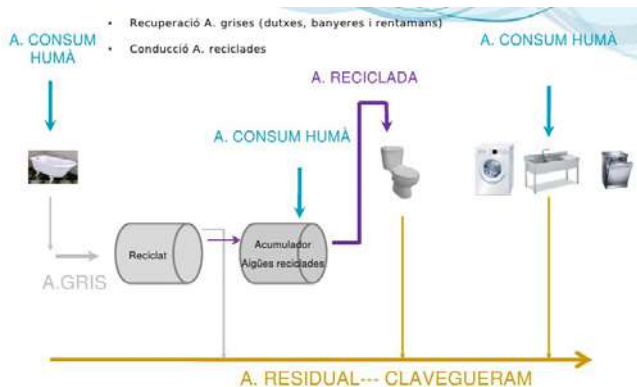 • Recuperació A. grises (dutxes, banyeres i rentamans)
• Conducció A. reciclades
A. CONSUM
HUMÀ
A. CONSUM HUMÀ
A. RECICLADA
A. CONSUM HUMÀ
Reciclat
Acumulador
Aigües reciclades
A.GRIS
A. RESIDUAL--- CLAVEGUERAM